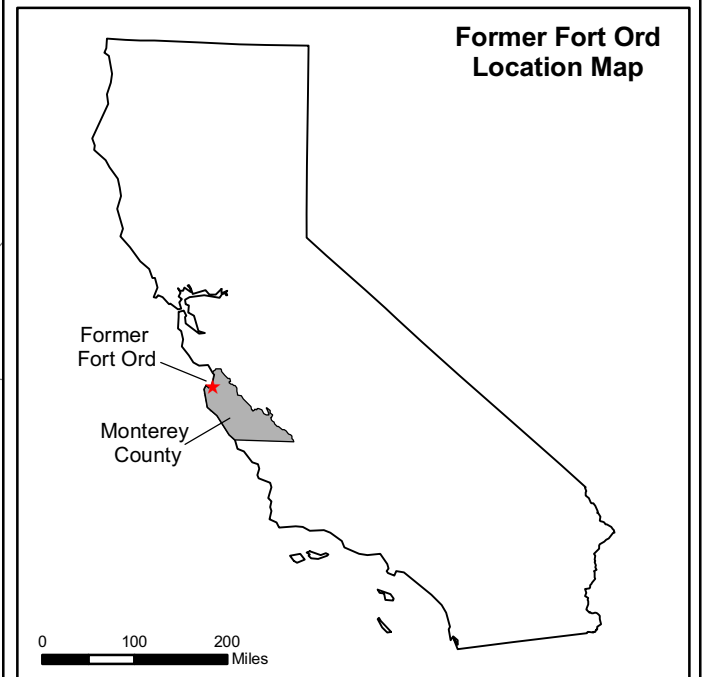 Former Fort Ord
Location Map
Former
Fort Ord
Monterey
County
0 100 200
Miles